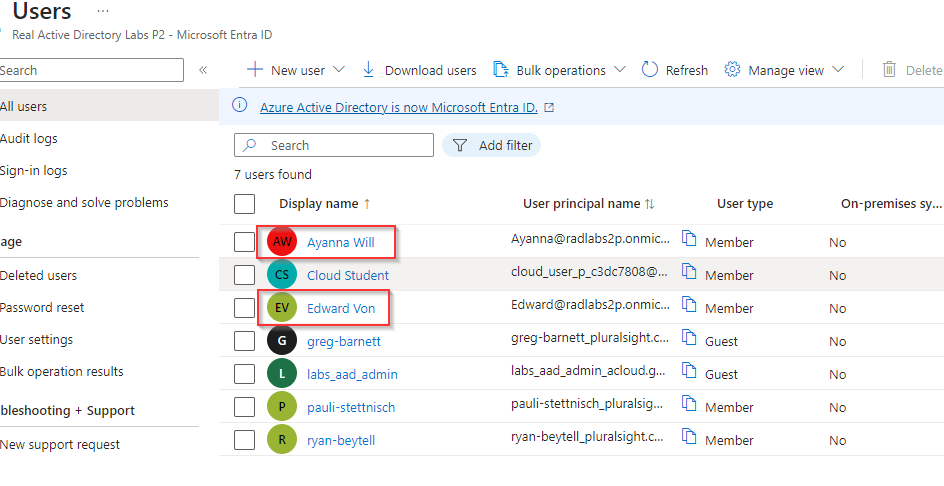 Users ...
Real Active Directory Labs P2 - Microsoft Entra ID
Search «
New user Download users Bulk operations Refresh Manage view Delete
All users
Azure Active Directory is now Microsoft Entra ID.
Audit logs
Search Add filter
Sign-in logs
7 users found
Diagnose and solve problems
Display name ↑ User principal name ↑↓ User type On-premises sy...
age
AW Ayanna Will Ayanna@radlabs2p.onmic... Member No
Deleted users
CS Cloud Student cloud_user_p_c3dc7808@... Member No
Password reset
EV Edward Von Edward@radlabs2p.onmic... Member No
User settings
G greg-barnett greg-barnett_pluralsight.c... Guest No
Bulk operation results
L labs_aad_admin labs_aad_admin_acloud.g... Guest No
bleshooting + Support
P pauli-stettnisch pauli-stettnisch_pluralsig... Member No
New support request
R ryan-beytell ryan-beytell_pluralsight.c... Member No